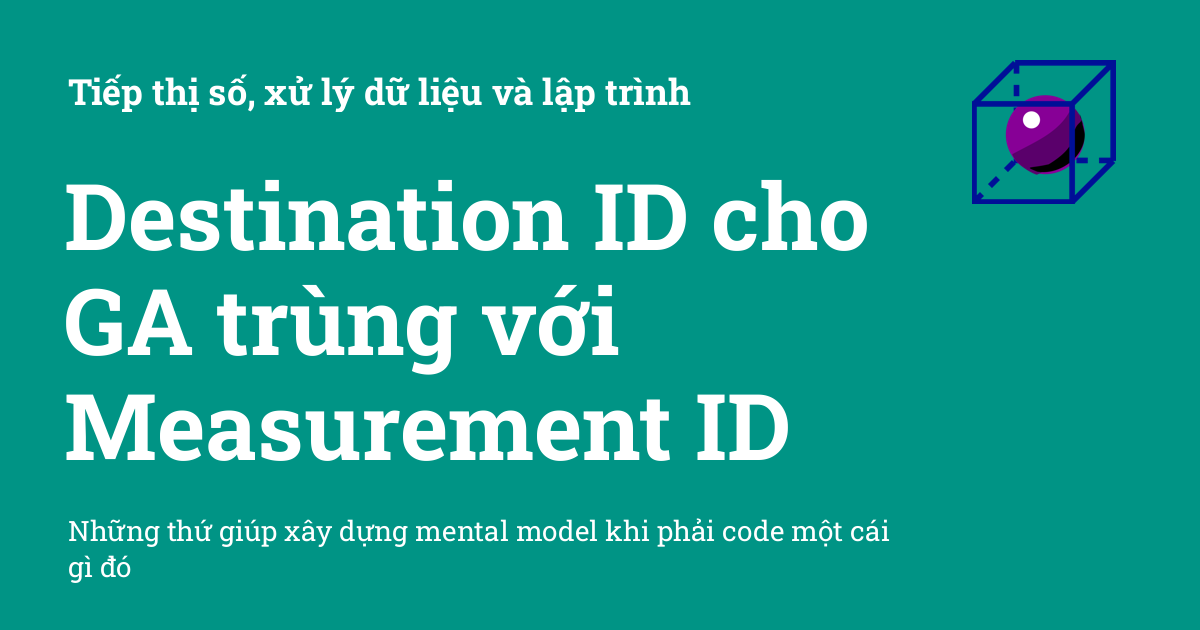 Tiếp thị số, xử lý dữ liệu và lập trình
Destination ID cho
GA trùng với
Measurement ID
Những thứ giúp xây dựng mental model khi phải code một cái
gì đó